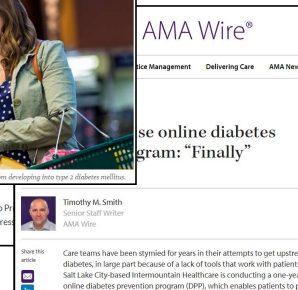 AMA Wire®
tice Management Delivering Care AMA New
om developing into type 2 diabetes mellitus.
se online diabetes
gram: “Finally”
Timothy M. Smith
Senior Staff Writer
AMA Wire
Share this
article
Care teams have been stymied for years in their attempts to get upstre
diabetes, in large part because of a lack of tools that work with patient
Salt Lake City-based Intermountain Healthcare is conducting a one-yea
online diabetes prevention program (DPP), which enables patients to p